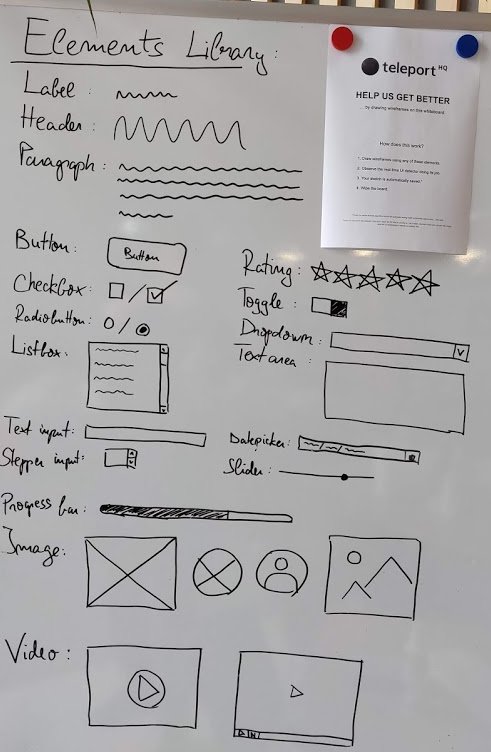 Elements Library:
teleport HQ
HELP US GET BETTER
... by drawing wireframes on this whiteboard.
How does this work?
1. Draw wireframes using any of these elements.
2. Observe the real time UI detector doing its job.
3. Your sketch is automatically saved.*
4. Wipe the board.
Label:
Header:
Paragraph:
Button: Button
Rating:
Checkbox: /
Toggle:
Radiobutton: /
Dropdown:
Listbox:
Text area:
Text input:
Datepicker:
Stepper input:
Slider:
Progress bar:
Image:
Video: